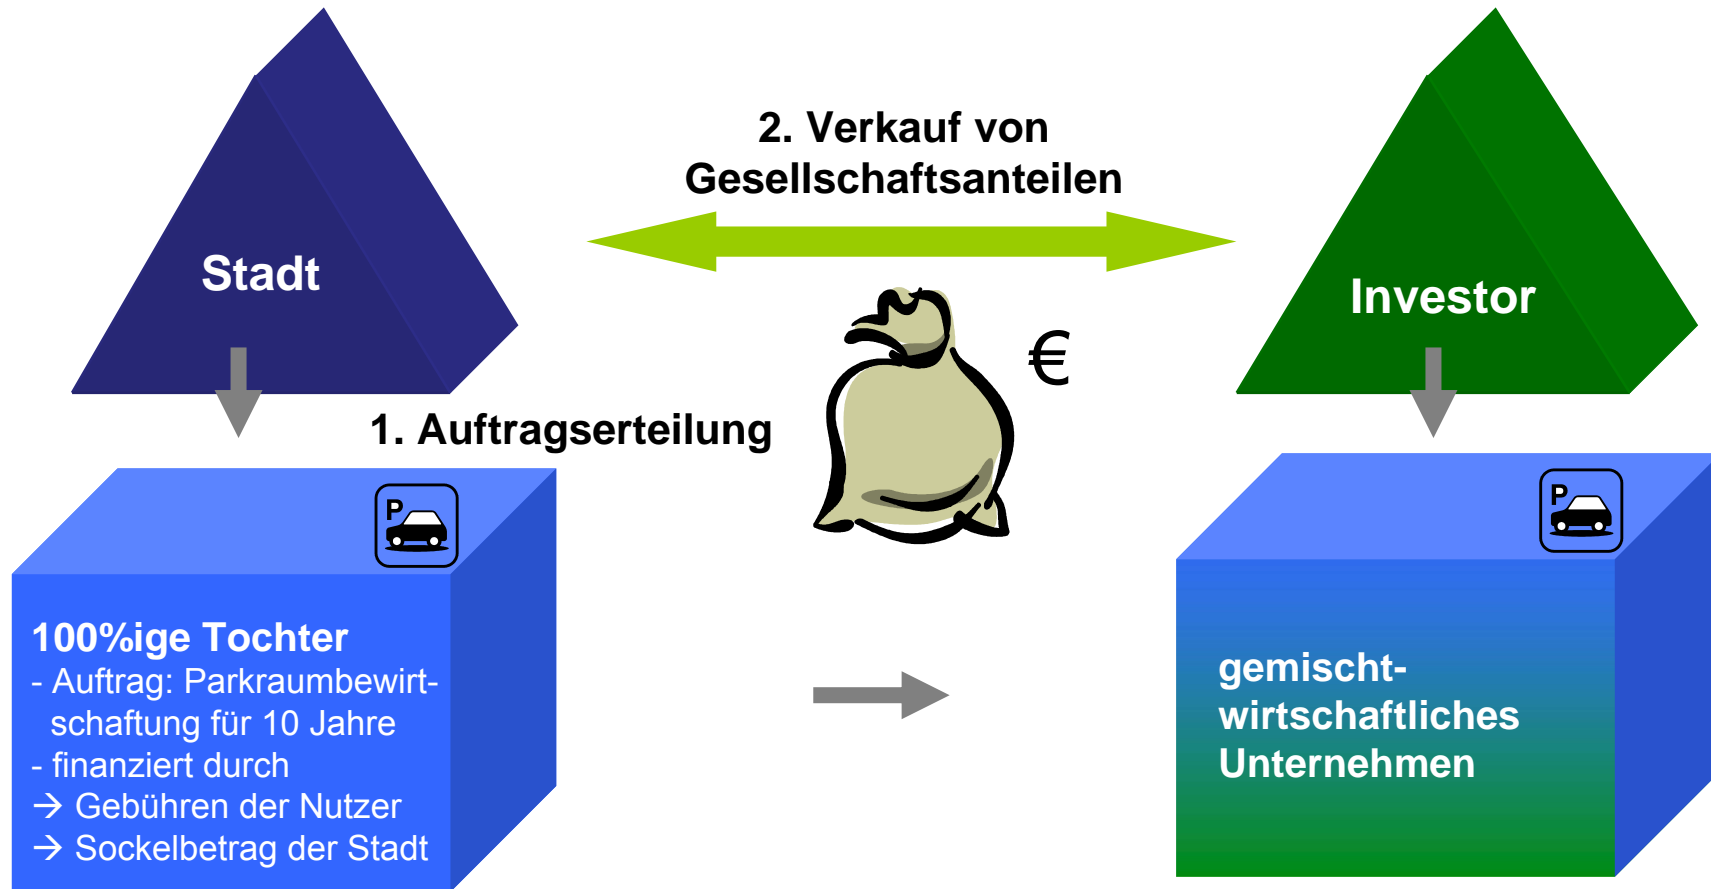 2. Verkauf von
Gesellschaftsanteilen
Stadt
Investor
€
1. Auftragserteilung
P
P
100%ige Tochter
- Auftrag: Parkraumbewirt-
schaftung für 10 Jahre
- finanziert durch
→ Gebühren der Nutzer
→ Sockelbetrag der Stadt
gemischt-
wirtschaftliches
Unternehmen